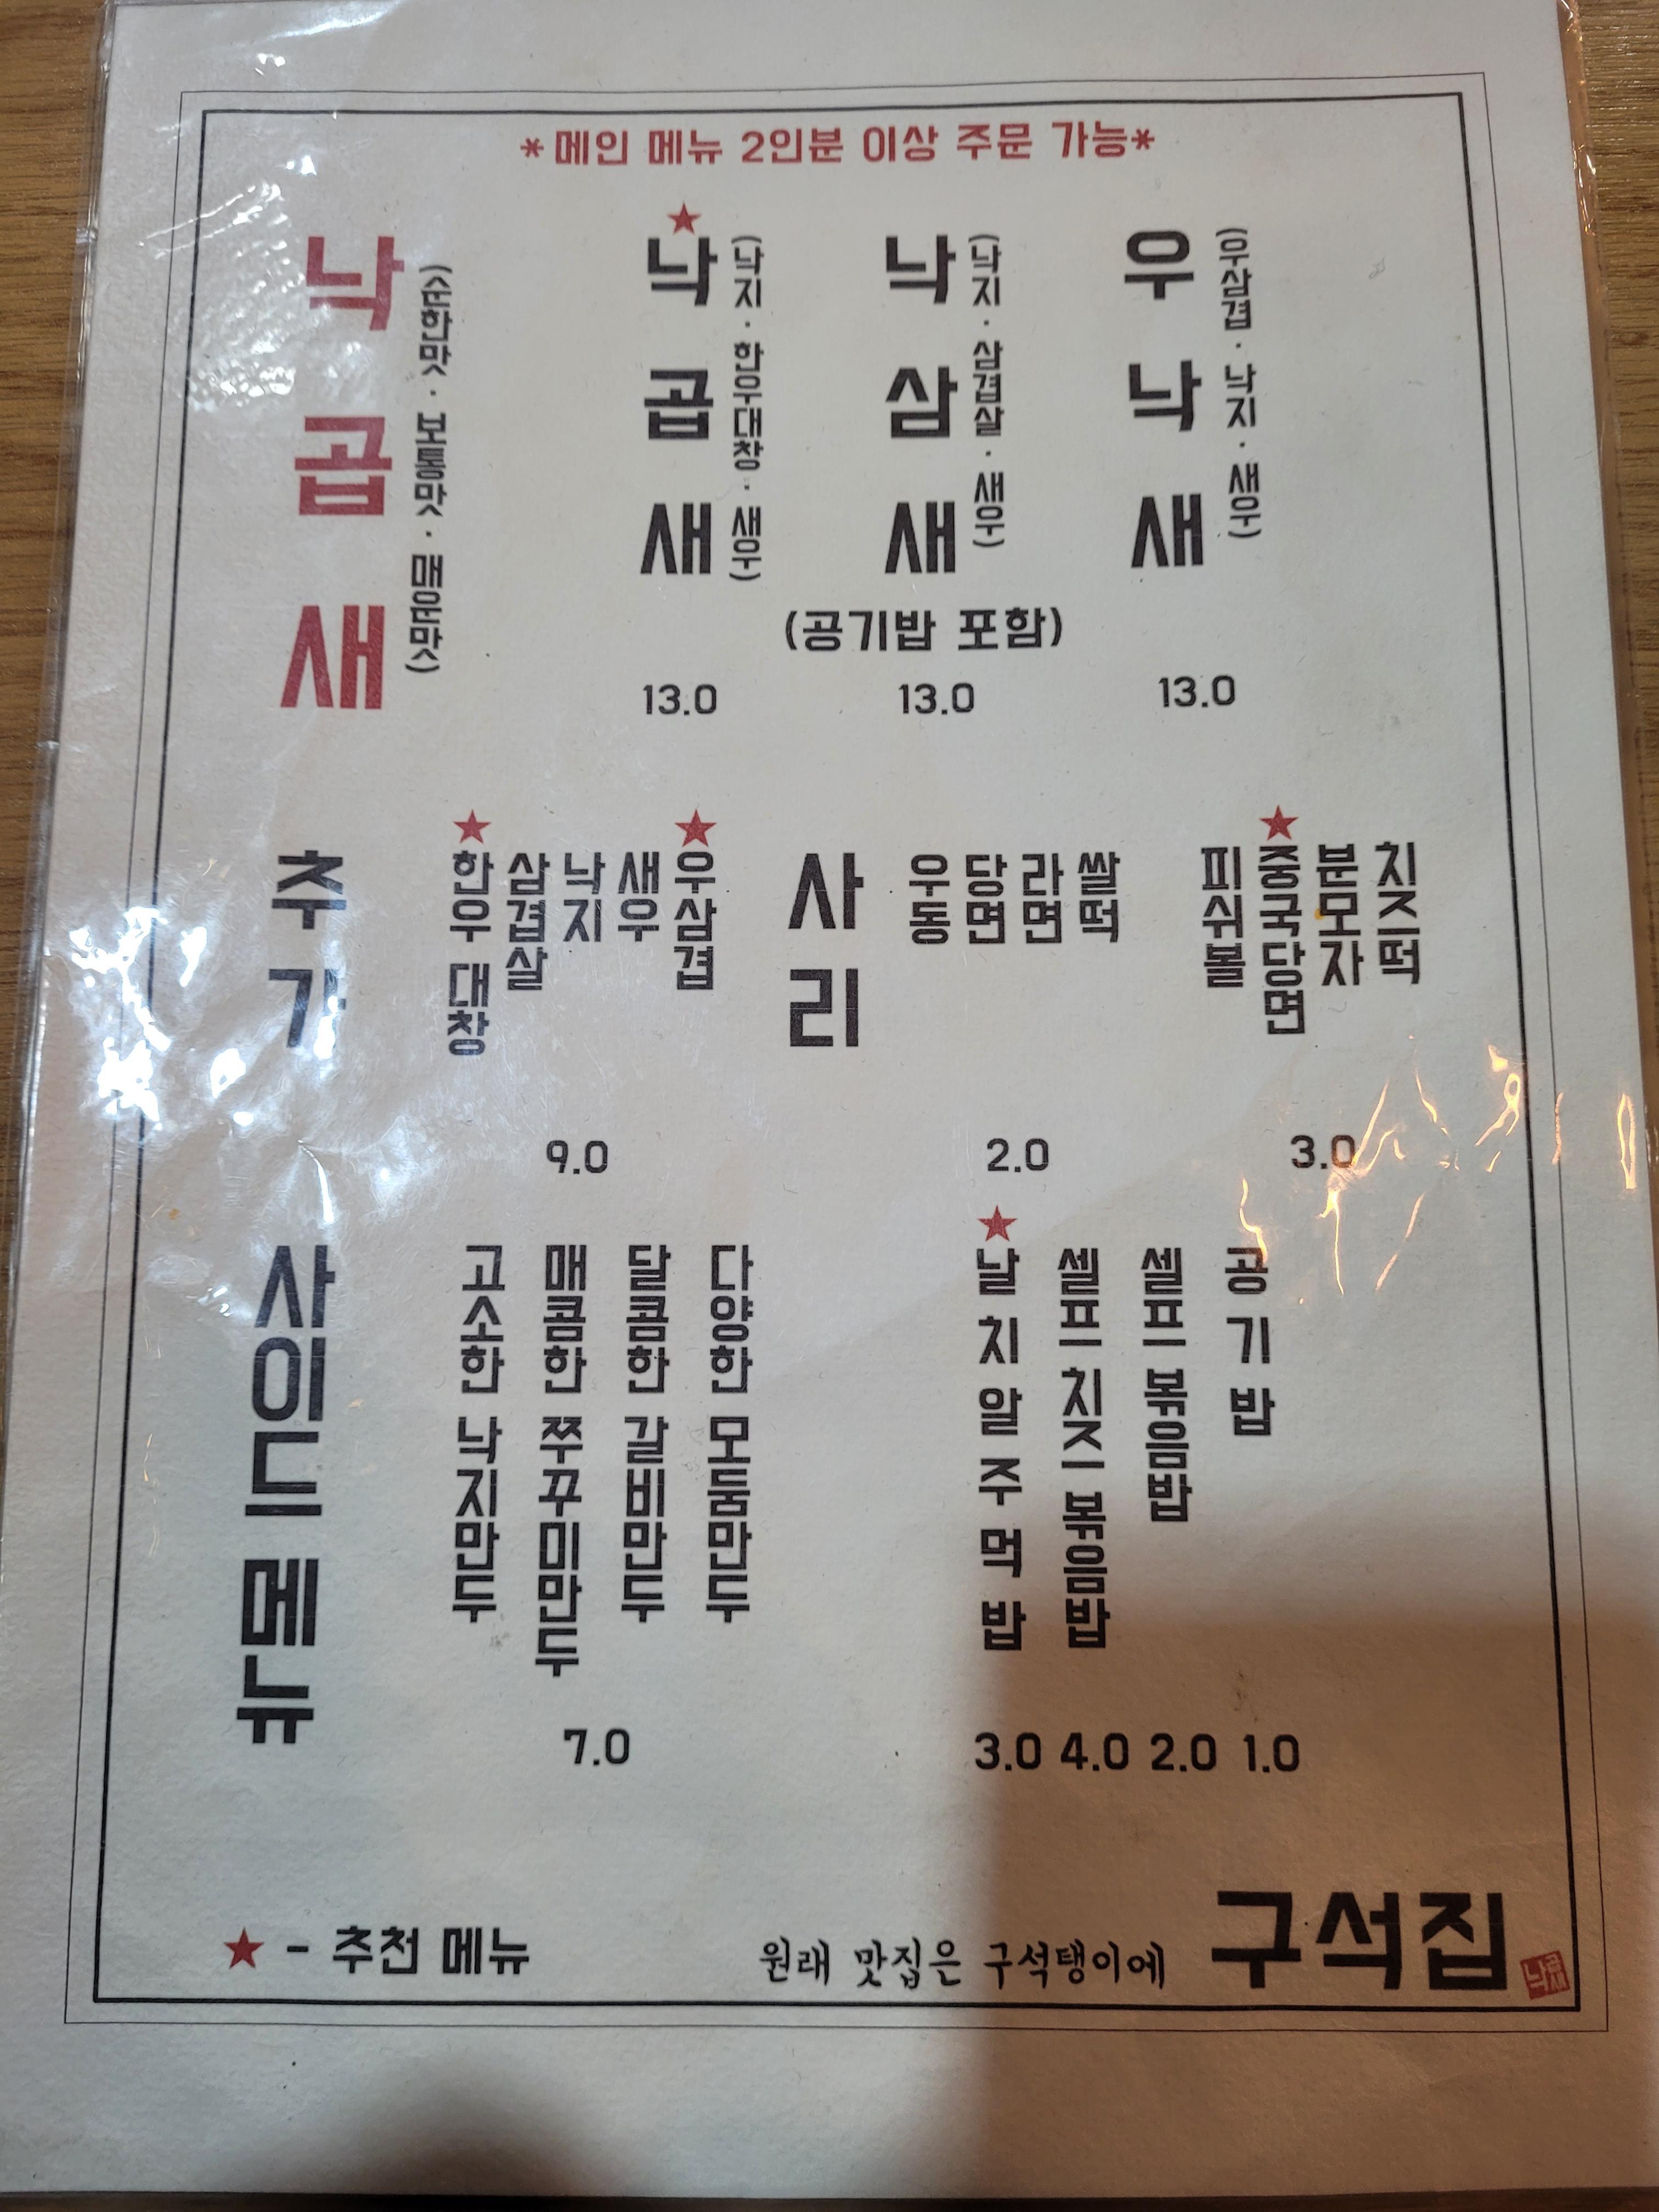 *메인 메뉴 2인분 이상 주문 가능*
낙곱새
(순한맛 · 보통맛 · 매운맛)
낙곱새
(낙지 · 한우대창 · 새우)
낙삼새
(낙지 · 삼겹살 · 새우)
우낙새
(우삼겹 · 낙지 · 새우)
(공기밥 포함)
13.0
13.0
13.0
추가
한우 대창
삼겹살
낙지
새우
우삼겹
9.0
사리
우동
당면
라면
쌀떡
2.0
피쉬볼
중국당면
분모자
치즈떡
3.0
사이드 메뉴
고소한 낙지만두
매콤한 쭈꾸미만두
달콤한 갈비만두
다양한 모둠만두
7.0
날치알주먹밥
셀프 치즈 볶음밥
셀프 볶음밥
공기밥
3.0 4.0 2.0 1.0
★ - 추천 메뉴
원래 맛집은 구석탱이에
구석집